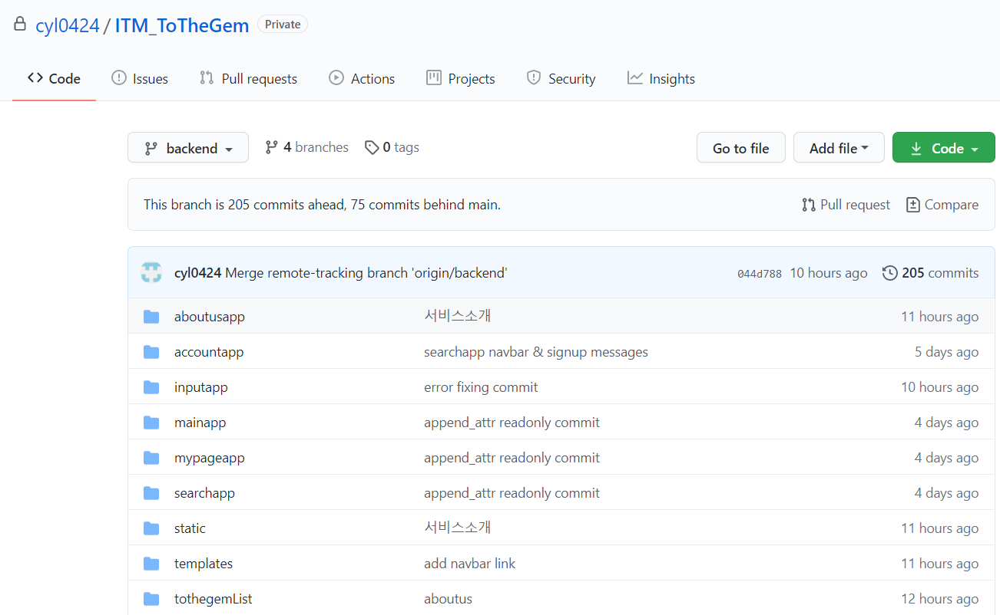 cyl0424 / ITM_ToTheGem Private
Code Issues Pull requests Actions Projects Security Insights
backend 4 branches 0 tags Go to file Add file Code
This branch is 205 commits ahead, 75 commits behind main. Pull request Compare
cyl0424 Merge remote-tracking branch 'origin/backend' 044d788 10 hours ago 205 commits
aboutusapp 서비스소개 11 hours ago
accountapp searchapp navbar & signup messages 5 days ago
inputapp error fixing commit 10 hours ago
mainapp append_attr readonly commit 4 days ago
mypageapp append_attr readonly commit 4 days ago
searchapp append_attr readonly commit 4 days ago
static 서비스소개 11 hours ago
templates add navbar link 11 hours ago
tothegemList aboutus 12 hours ago